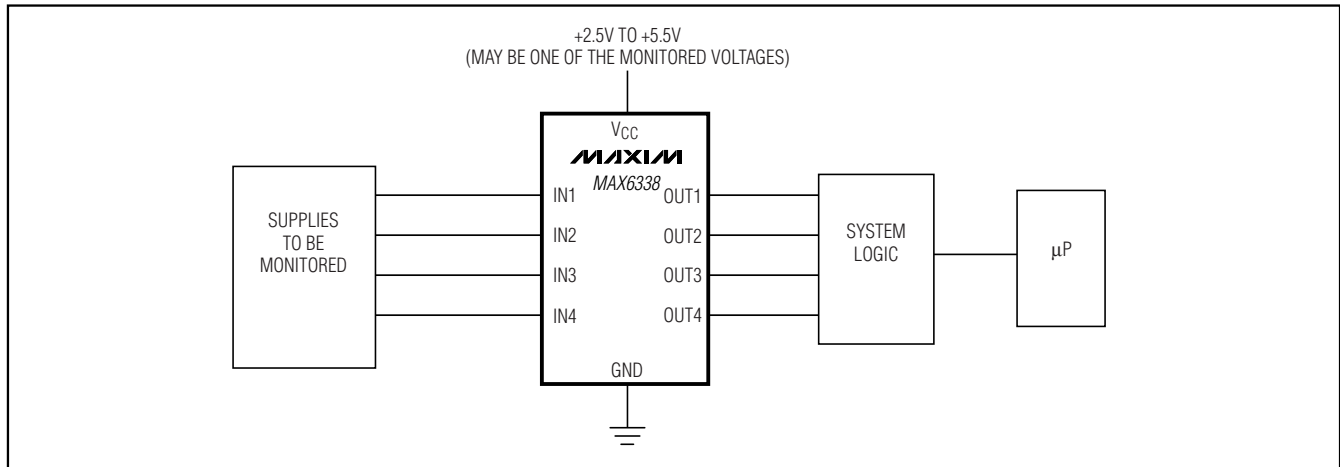 +2.5V TO +5.5V
(MAY BE ONE OF THE MONITORED VOLTAGES)
VCC
MAXIM
MAX6338
SUPPLIES
TO BE
MONITORED
IN1
IN2
IN3
IN4
OUT1
OUT2
OUT3
OUT4
GND
SYSTEM
LOGIC
µP